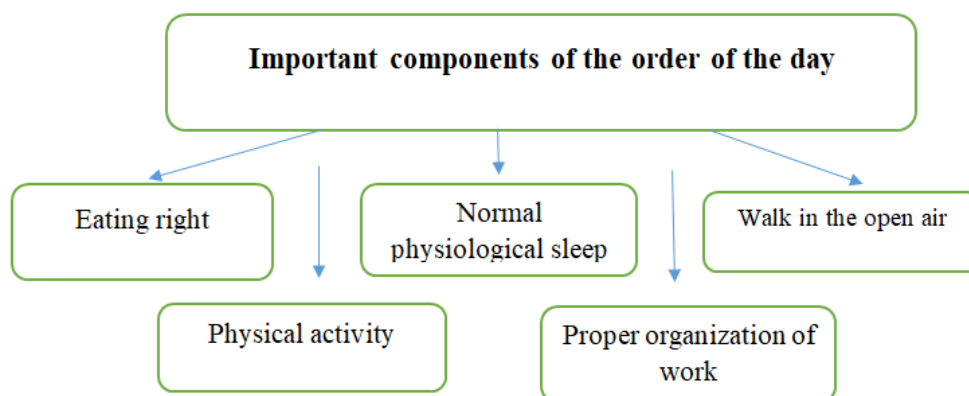 Important components of the order of the day
Eating right
Normal
physiological sleep
Walk in the open air
Physical activity
Proper organization of
work